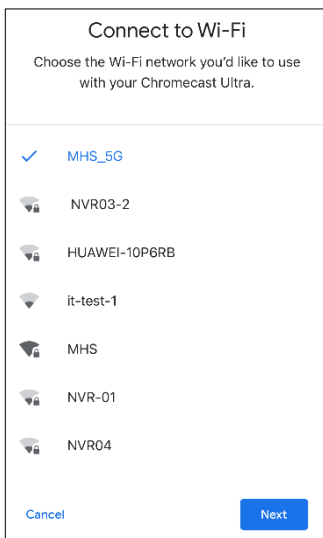 Connect to Wi-Fi
Choose the Wi-Fi network you'd like to use
with your Chromecast Ultra.
MHS_5G
NVR03-2
HUAWEI-10P6RB
it-test-1
MHS
NVR-01
NVR04
Cancel
Next